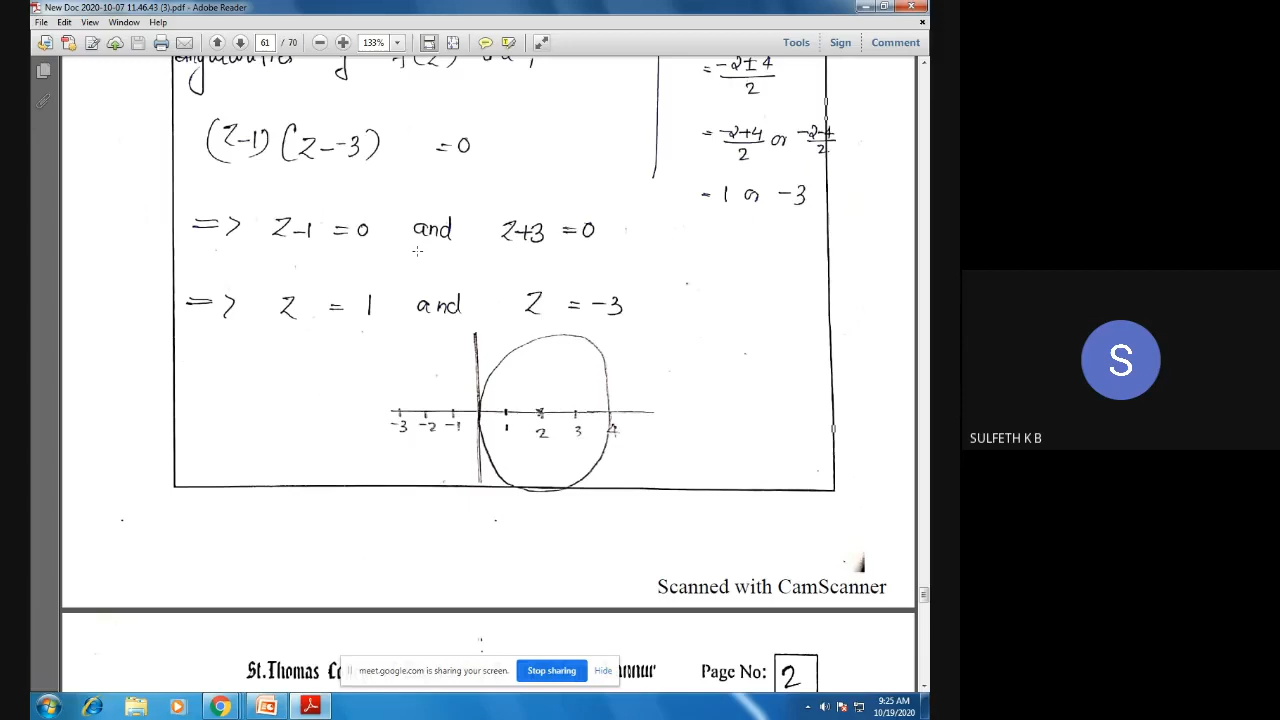 New Doc 2020-10-07 11.46.43 (3).pdf - Adobe Reader
File Edit View Window Help
61 / 70 133% Tools Sign Comment
= -2±4/2
(z-1)(z--3) =0
= -2+4/2 or -2-4/2
= 1 or -3
=> z-1 =0 and z+3 =0
=> z = 1 and z = -3
-3 -2 -1 1 2 3 4
SULFETH K B
S
Scanned with CamScanner
St.Thomas
meet.google.com is sharing your screen. Stop sharing Hide
Page No: 2
9:25 AM
10/19/2020